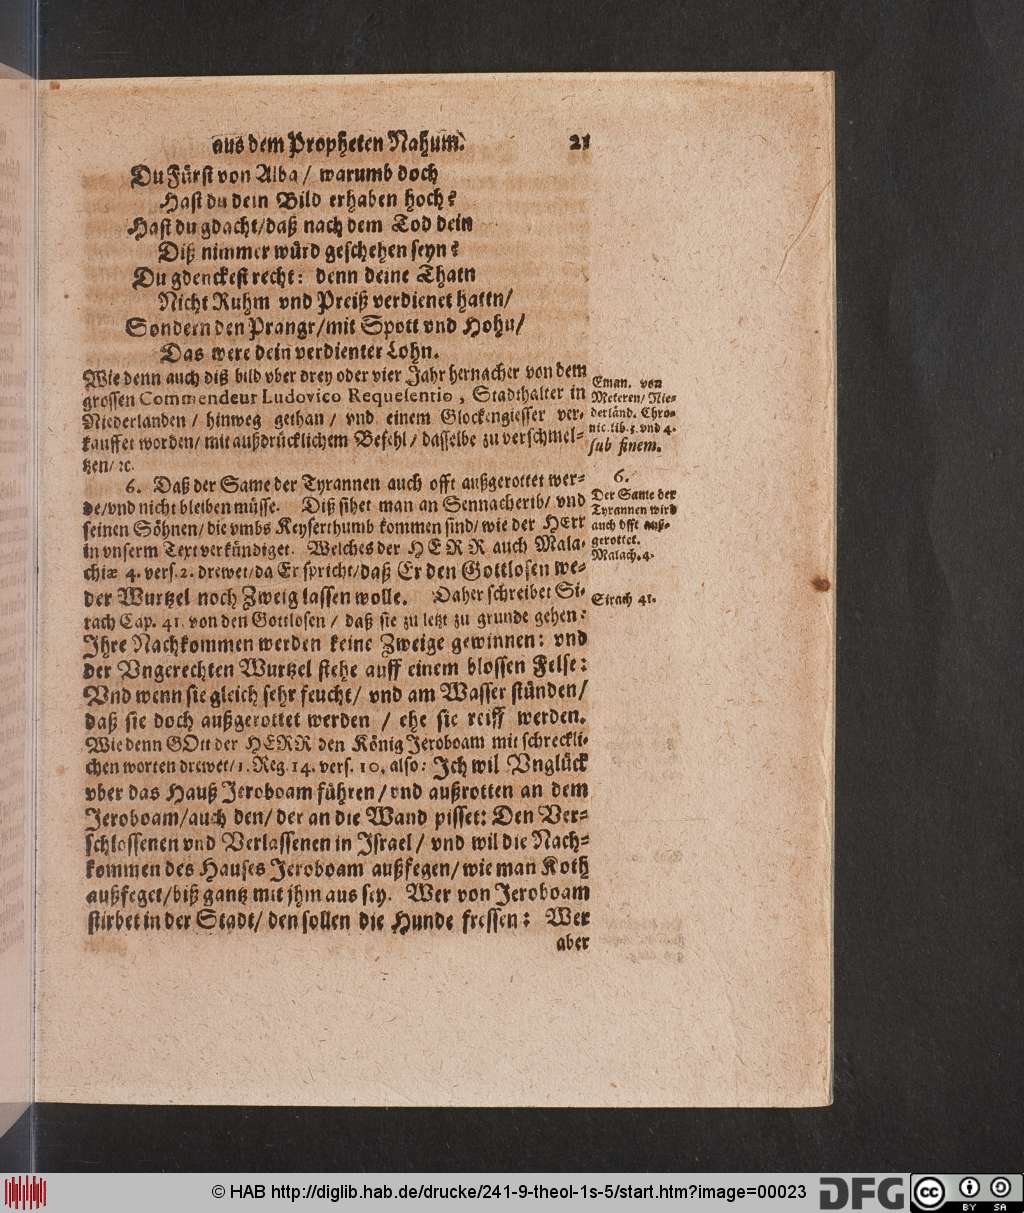 aus dem Propheten Nahum. 21
Du Fürst von Alba / warumb doch
Hast du dein Bild erhaben hoch?
Hast du gdacht/daß nach dem Tod dein
Diß nimmer würd geschehen seyn?
Du gdenckest recht: denn deine Thatn
Nicht Ruhm vnd Preiß verdienet hattn/
Sondern den Prangr/mit Spott vnd Hohn/
Das were dein verdienter Lohn.
Wie denn auch diß bild vber drey oder vier Jahr hernacher von dem
grossen Commendeur Ludovico Requelentio, Stadthalter in
Niederlanden / hinweg gethan / vnd einem Glockengiesser ver-
kauffet worden/ mit außdrücklichem Befehl / dasselbe zu verschmel-
tzen/ ꝛc.
Eman. von
Meteren/ Nie-
derländ. Chro-
nic. lib. 3. vnd 4.
sub finem.
6. Daß der Same der Tyrannen auch offt außgerottet wer-
de/vnd nicht bleiben müsse. Diß sihet man an Sennacherib/ vnd
seinen Söhnen/ die vmbs Keyserthumb kommen sind/ wie der HErr
in vnserm Text verkündiget. Welches der HERR auch Mala-
chiæ 4. vers. 2. drewet/da Er spricht/daß Er den Gottlosen we-
der Wurtzel noch Zweig lassen wolle. Daher schreibet Si-
rach Cap. 41. von den Gottlosen / daß sie zu letzt zu grunde gehen:
Ihre Nachkommen werden keine Zweige gewinnen: vnd
der Vngerechten Wurtzel stehe auff einem blossen Felse:
Vnd wenn sie gleich sehr feucht/ vnd am Wasser stünden/
daß sie doch außgerottet werden / ehe sie reiff werden.
Wie denn GOtt der HERR den König Jeroboam mit schreckli-
chen worten drewet/ 1. Reg. 14. vers. 10. also: Ich wil Vnglück
vber das Hauß Jeroboam führen/ vnd außrotten an dem
Jeroboam/auch den/ der an die Wand pisset: Den Ver-
schlossenen vnd Verlassenen in Israel / vnd wil die Nach-
kommen des Hauses Jeroboam außfegen/ wie man Koth
außfeget/biß gantz mit jhm aus sey. Wer von Jeroboam
stirbet in der Stadt/ den sollen die Hunde fressen: Wer
aber
6.
Der Same der
Tyrannen wird
auch offt auß-
gerottet.
Malach. 4.
Sirach 41.
© HAB http://diglib.hab.de/drucke/241-9-theol-1s-5/start.htm?image=00023
DFG
cc
BY SA